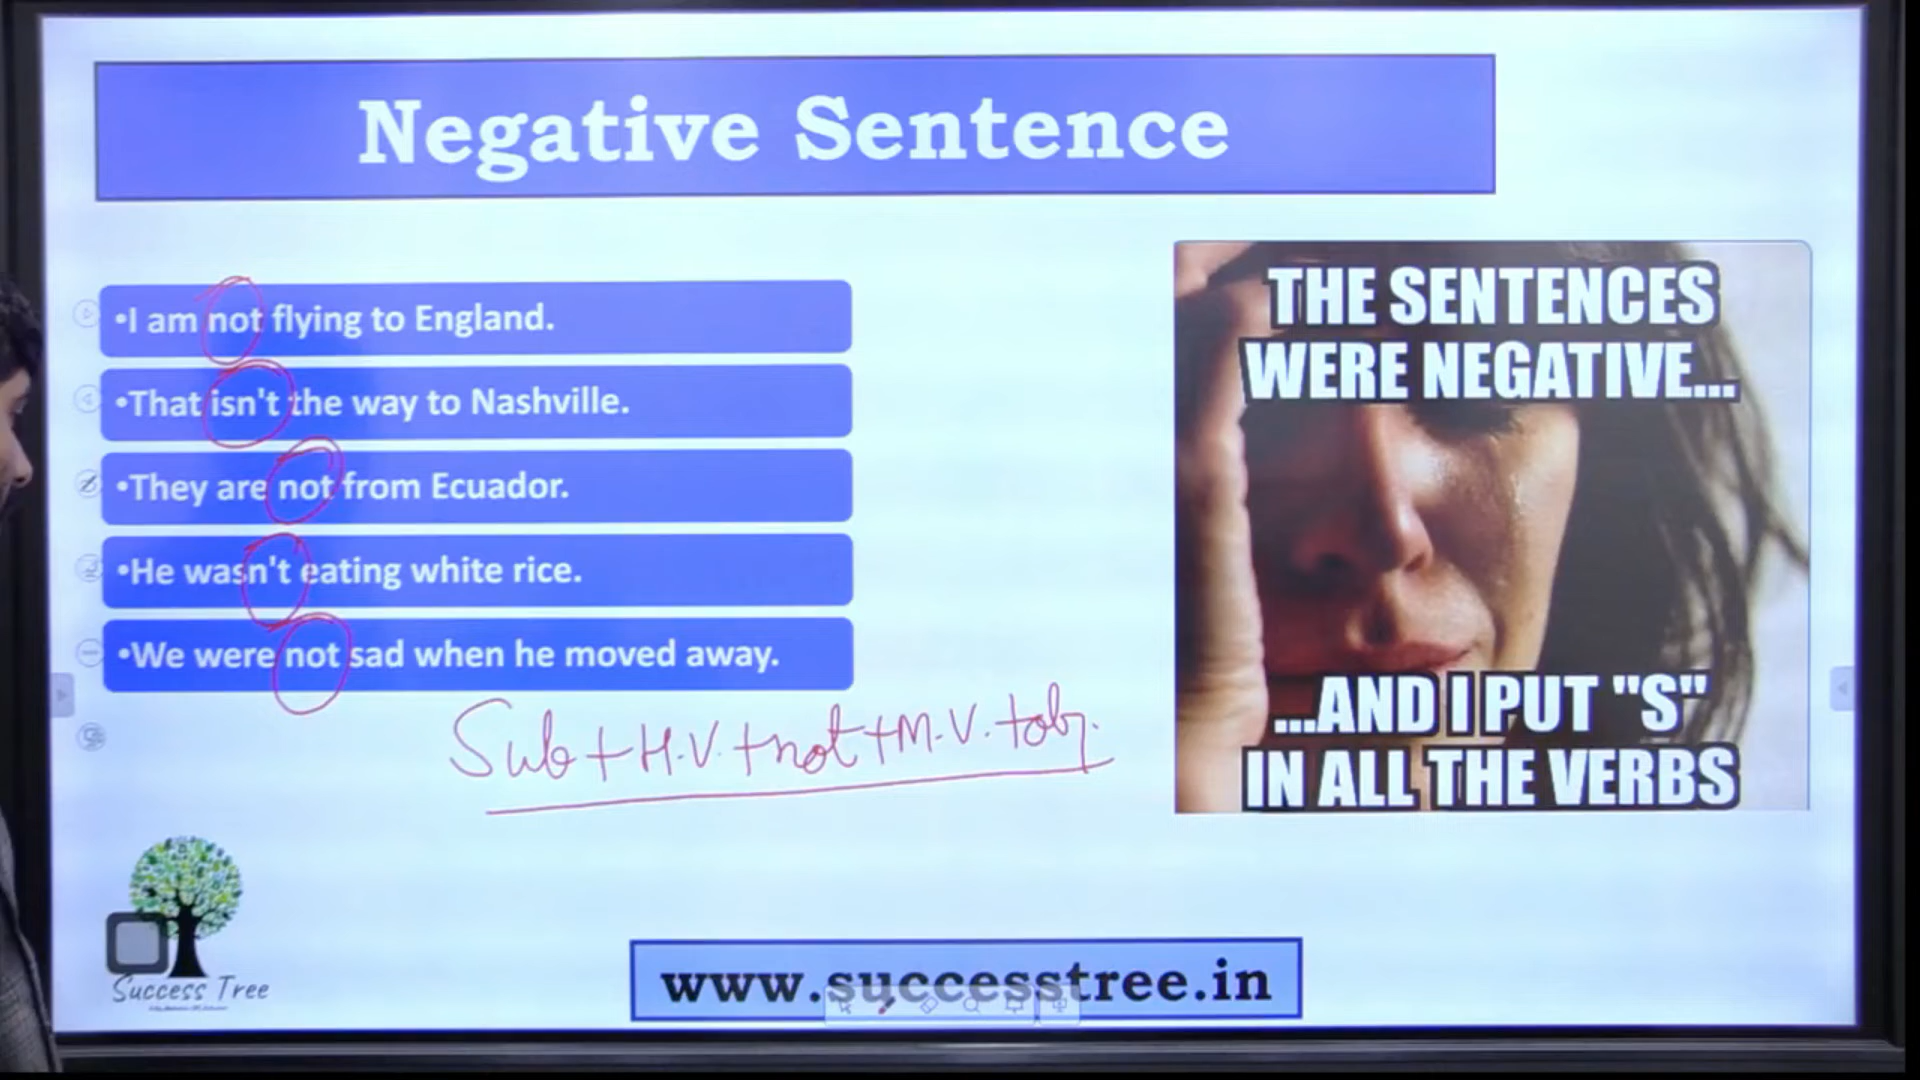 Negative Sentence
•I am not flying to England.
•That isn't the way to Nashville.
•They are not from Ecuador.
•He wasn't eating white rice.
•We were not sad when he moved away.
Sub + H.V. + not + M.V. + obj.
THE SENTENCES
WERE NEGATIVE...
...AND I PUT "S"
IN ALL THE VERBS
Success Tree
www.successtree.in